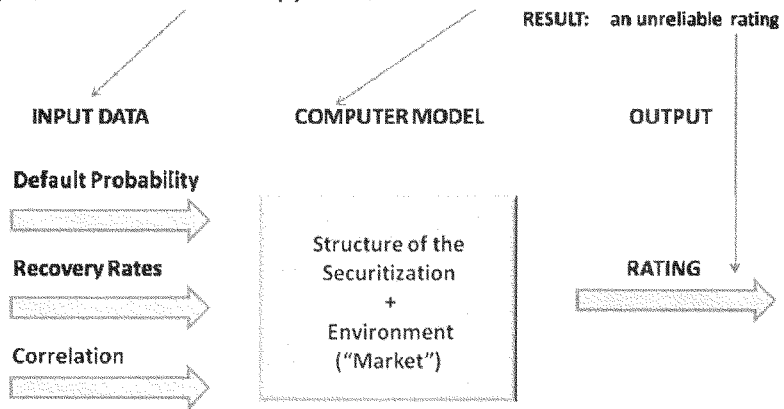 RESULT: an unreliable rating
INPUT DATA
COMPUTER MODEL
OUTPUT
Default Probability
Recovery Rates
Correlation
Structure of the
Securitization
+
Environment
("Market")
RATING